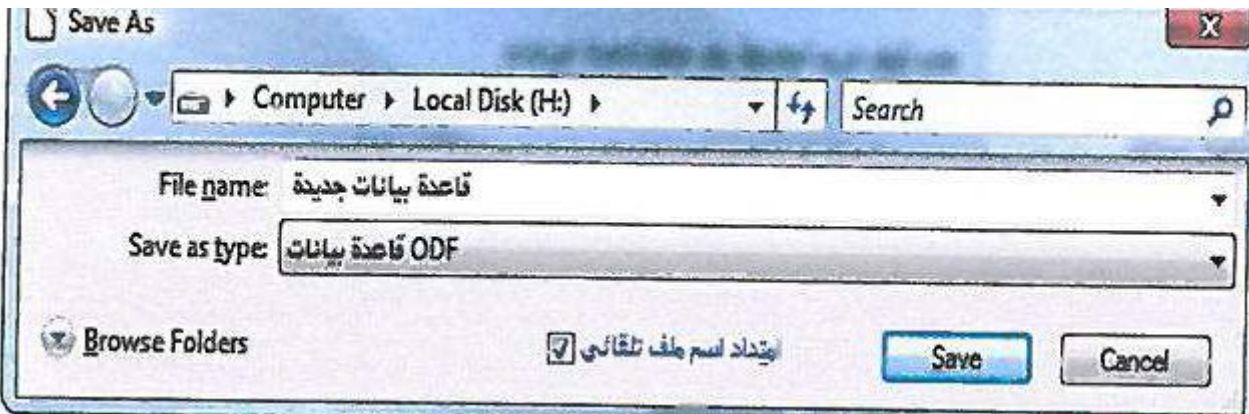 Save As
Computer Local Disk (H:)
Search
File name: قاعدة بيانات جديدة
Save as type: قاعدة بيانات ODF
Browse Folders
امتداد اسم ملف تلقائي
Save
Cancel